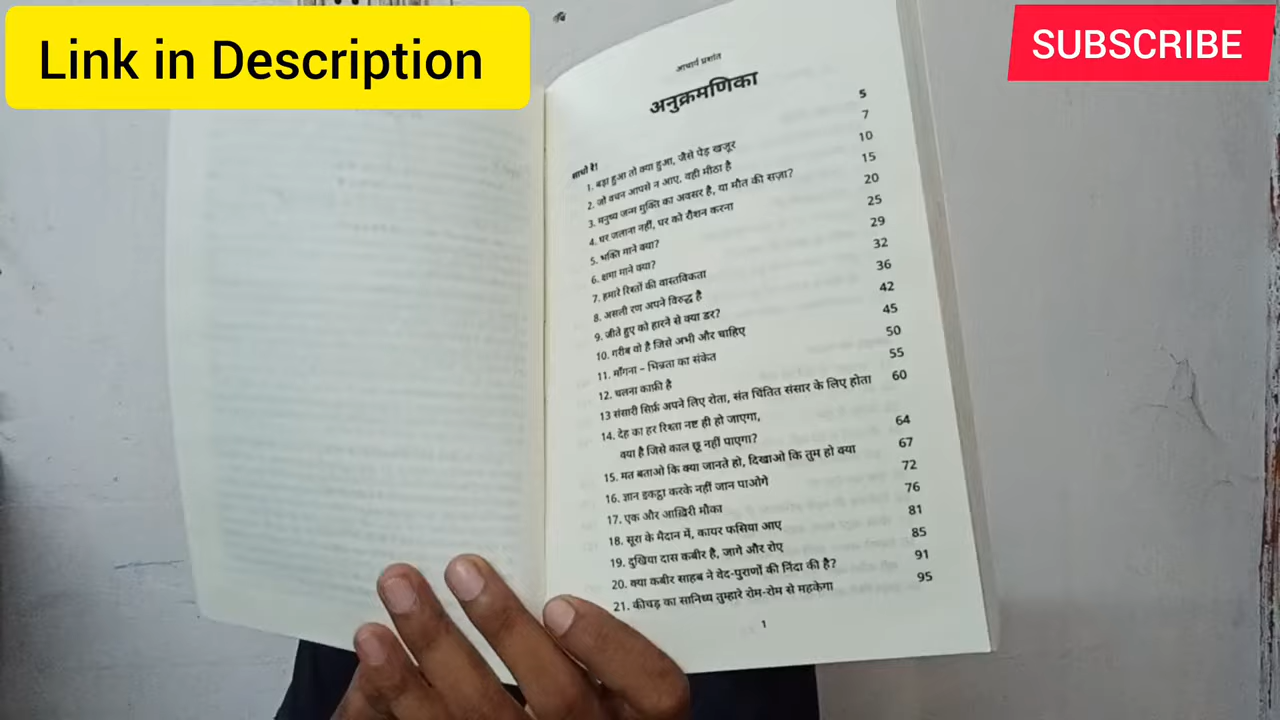 Link in Description
SUBSCRIBE
आचार्य प्रशांत
अनुक्रमणिका
साधो रे! 5
1. बड़ा हुआ तो क्या हुआ, जैसे पेड़ खजूर 7
2. जो वचन आपसे न आए, वही मीठा है 10
3. मनुष्य जन्म मुक्ति का अवसर है, या मौत की सज़ा? 15
4. घर जलाना नहीं, घर को रौशन करना 20
5. भक्ति माने क्या? 25
6. क्षमा माने क्या? 29
7. हमारे रिश्तों की वास्तविकता 32
8. असली रण अपने विरुद्ध है 36
9. जीते हुए को हारने से क्या डर? 42
10. गरीब वो है जिसे अभी और चाहिए 45
11. माँगना – भिन्नता का संकेत 50
12. चलना काफ़ी है 55
13 संसारी सिर्फ़ अपने लिए रोता, संत चिंतित संसार के लिए होता 60
14. देह का हर रिश्ता नष्ट ही हो जाएगा,
क्या है जिसे काल छू नहीं पाएगा? 64
15. मत बताओ कि क्या जानते हो, दिखाओ कि तुम हो क्या 67
16. ज्ञान इकट्ठा करके नहीं जान पाओगे 72
17. एक और आख़िरी मौका 76
18. सूरा के मैदान में, कायर फसिया आए 81
19. दुखिया दास कबीर है, जागे और रोए 85
20. क्या कबीर साहब ने वेद-पुराणों की निंदा की है? 91
21. कीचड़ का सानिध्य तुम्हारे रोम-रोम से महकेगा 95
1